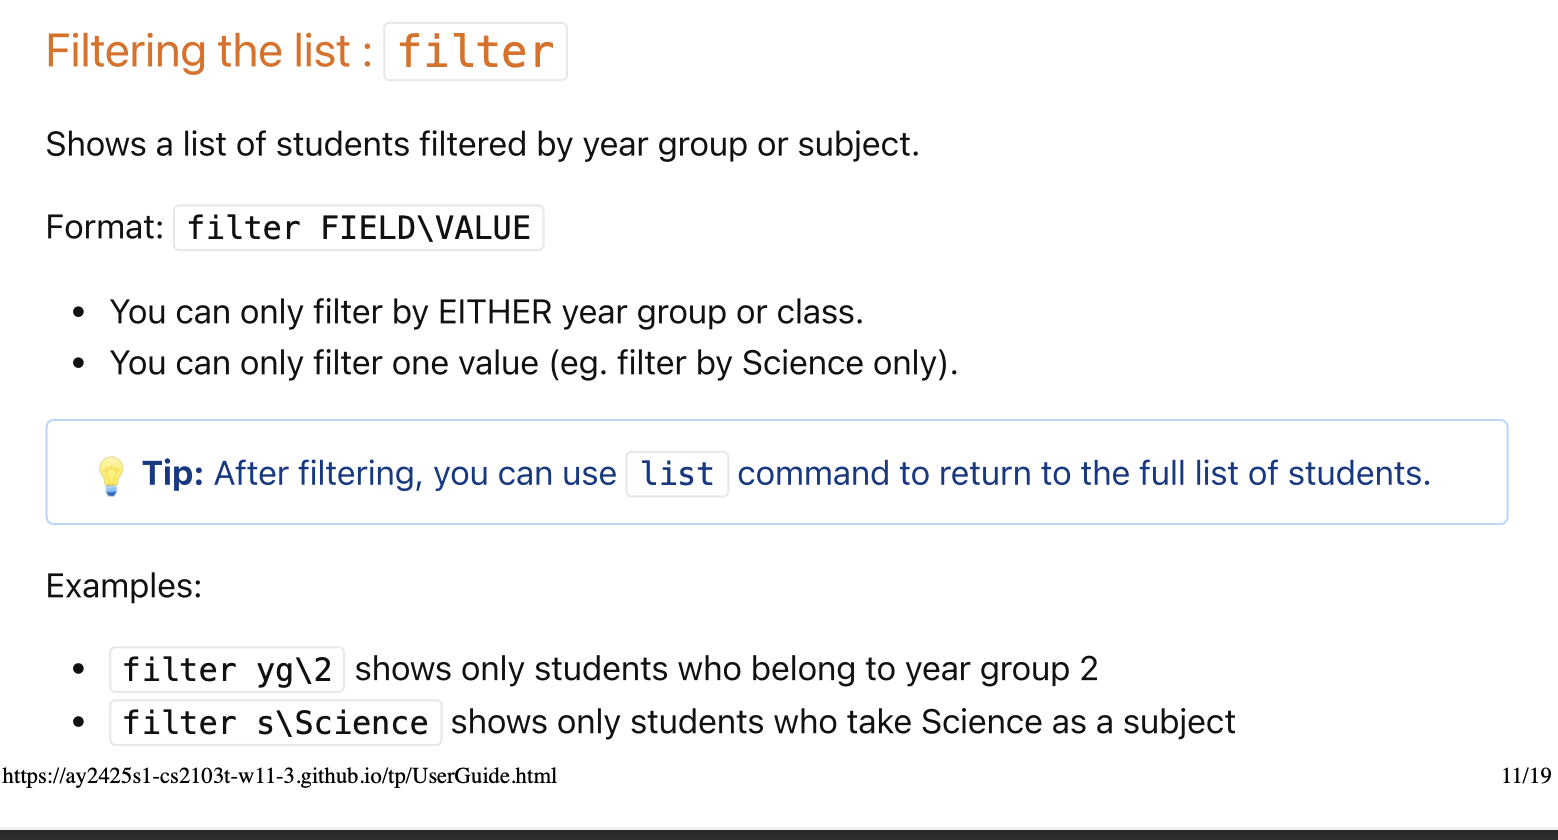 Filtering the list : filter
Shows a list of students filtered by year group or subject.
Format: filter FIELD\VALUE
• You can only filter by EITHER year group or class.
• You can only filter one value (eg. filter by Science only).
💡 Tip: After filtering, you can use list command to return to the full list of students.
Examples:
• filter yg\2 shows only students who belong to year group 2
• filter s\Science shows only students who take Science as a subject
https://ay2425s1-cs2103t-w11-3.github.io/tp/UserGuide.html 11/19